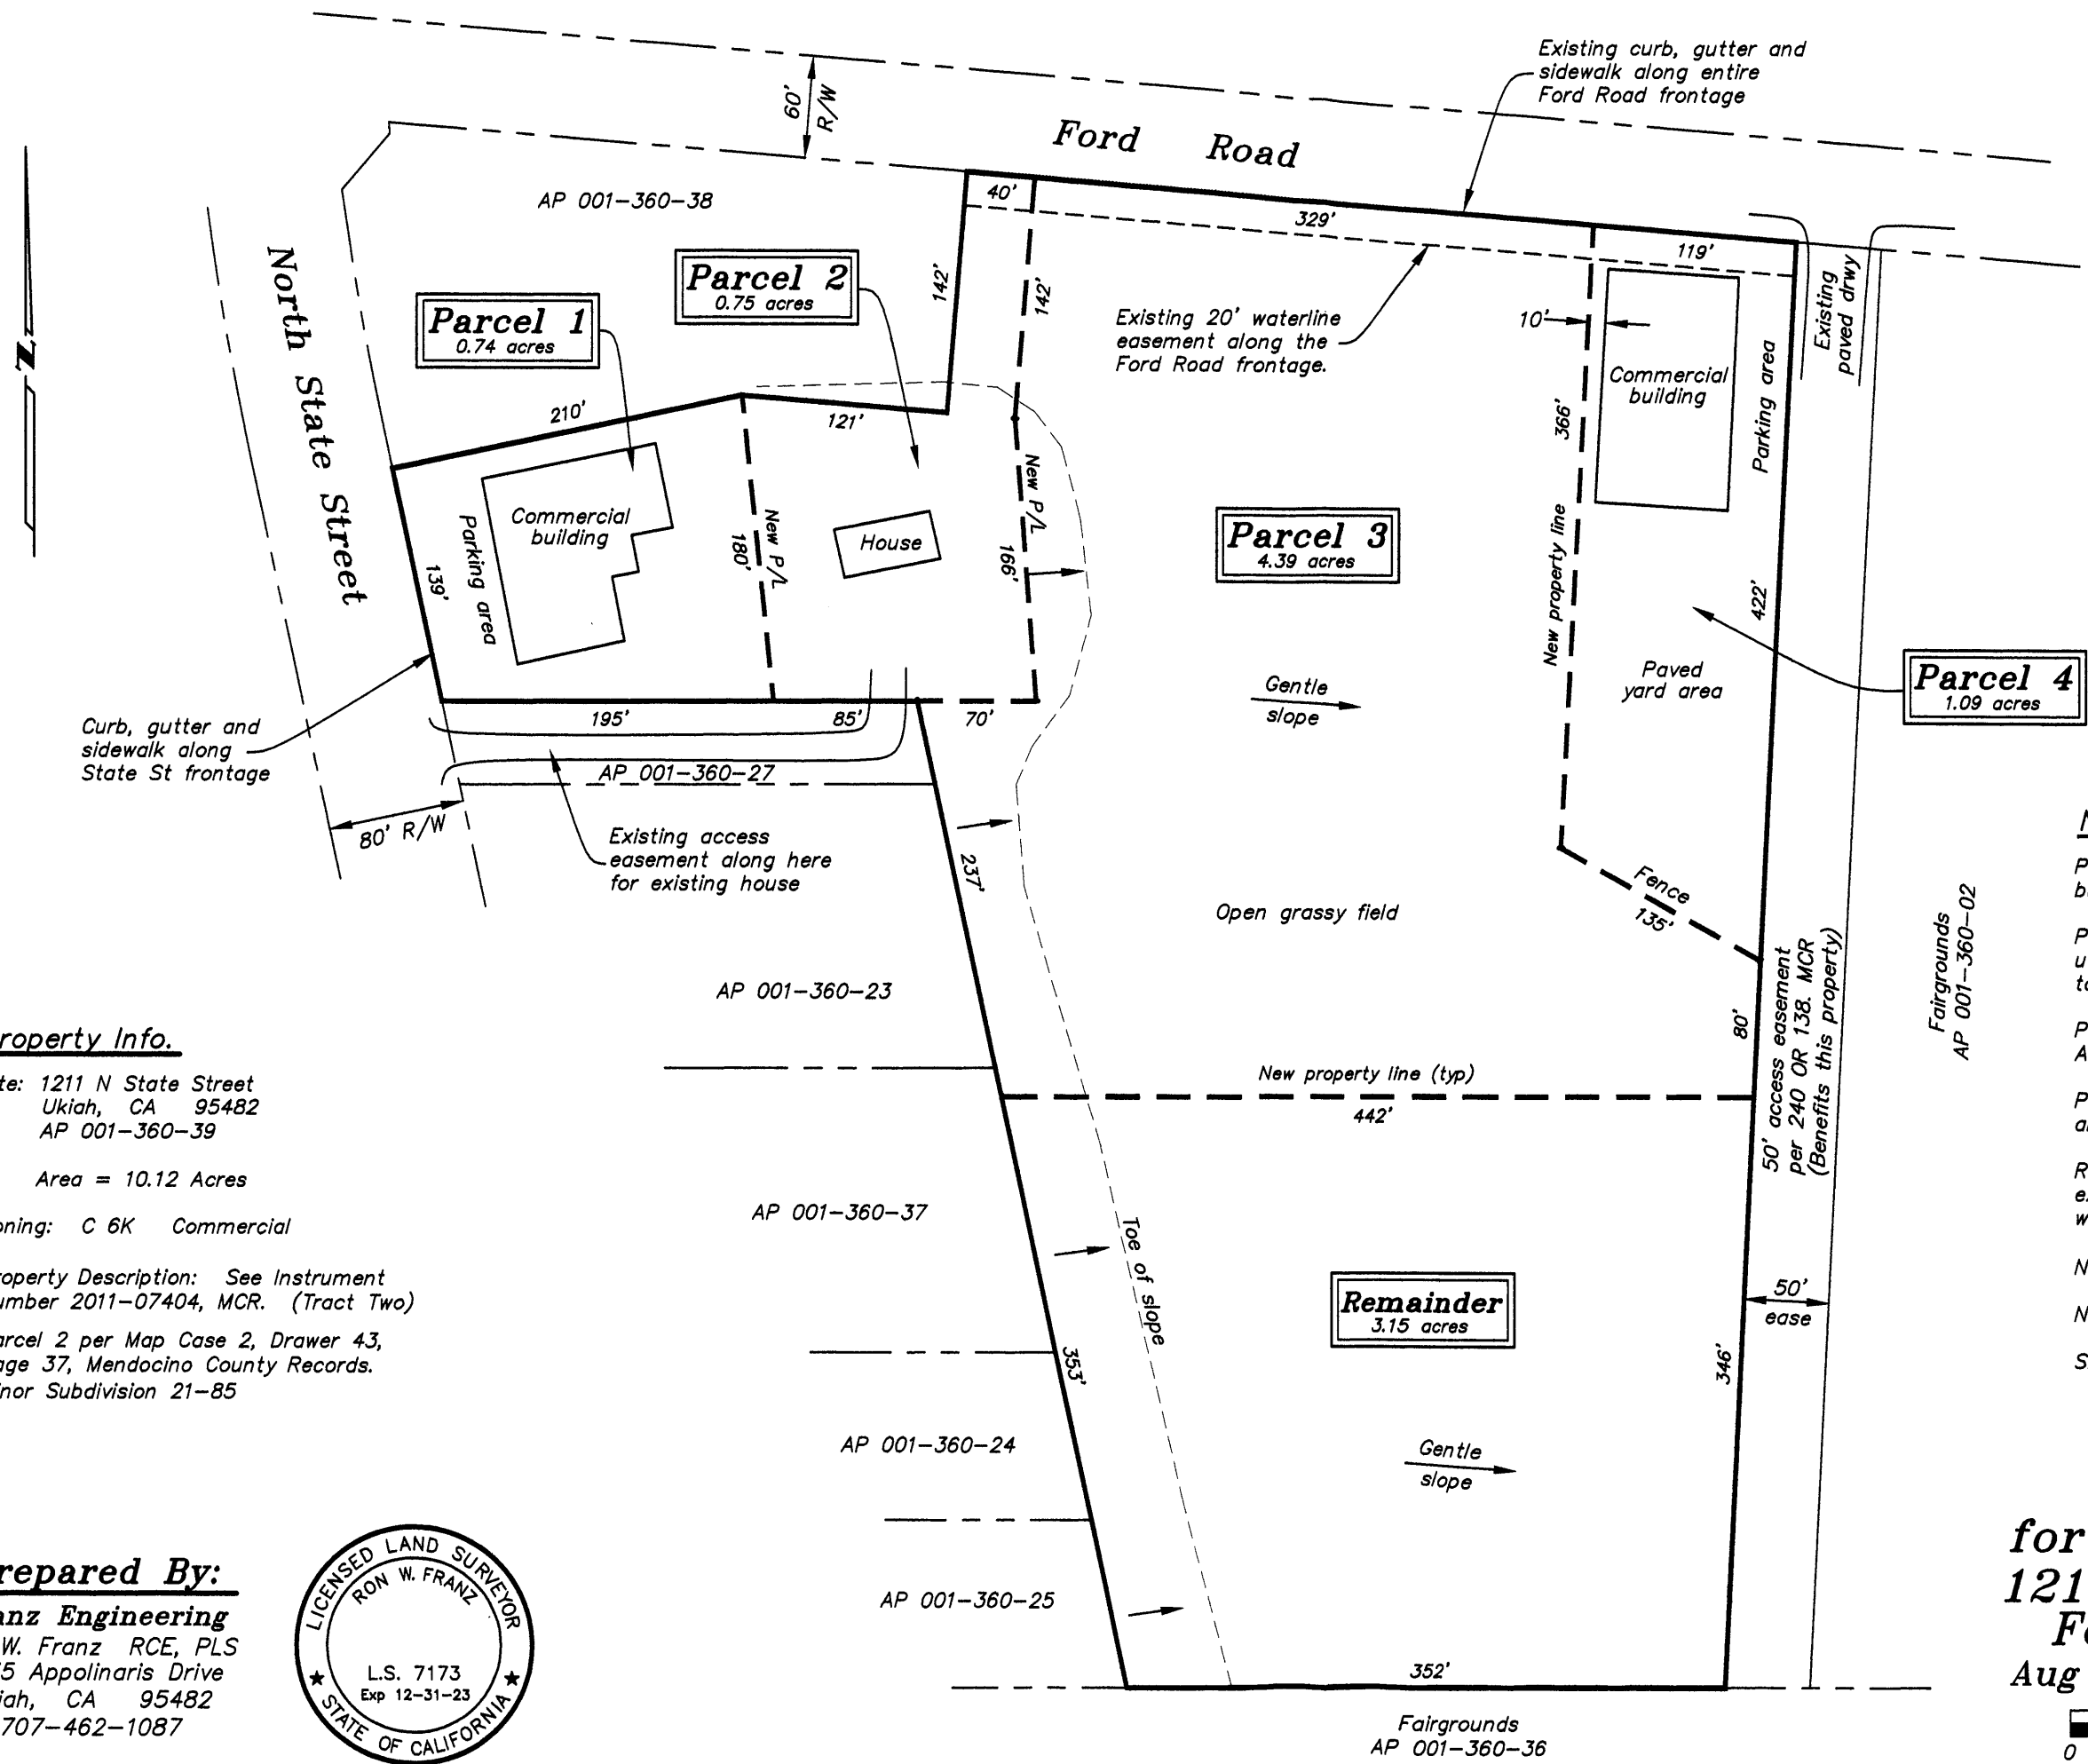 Existing curb, gutter and
sidewalk along entire
Ford Road frontage
60'
R/W
Ford Road
AP 001-360-38
40'
329'
119'
North State Street
Parcel 1
0.74 acres
Parcel 2
0.75 acres
142'
142'
Existing 20' waterline
easement along the
Ford Road frontage.
10'
Commercial
building
Parking area
Existing
paved drwy
N
210'
121'
366'
New property line
Commercial
building
Parking area
139'
New P/L
180'
House
New P/L
166'
Parcel 3
4.39 acres
422'
Paved
yard area
Parcel 4
1.09 acres
Gentle
slope
195'
85'
70'
Curb, gutter and
sidewalk along
State St frontage
AP 001-360-27
80' R/W
Existing access
easement along here
for existing house
237'
Open grassy field
Fence
135'
Fairgrounds
AP 001-360-02
AP 001-360-23
80'
50' access easement
per 240 OR 138. MCR
(Benefits this property)
New property line (typ)
442'
roperty Info.
te: 1211 N State Street
Ukiah, CA 95482
AP 001-360-39
Area = 10.12 Acres
oning: C 6K Commercial
operty Description: See Instrument
umber 2011-07404, MCR. (Tract Two)
arcel 2 per Map Case 2, Drawer 43,
age 37, Mendocino County Records.
inor Subdivision 21-85
AP 001-360-37
Toe of slope
Remainder
3.15 acres
50'
ease
353'
346'
AP 001-360-24
Gentle
slope
AP 001-360-25
352'
Fairgrounds
AP 001-360-36
repared By:
anz Engineering
W. Franz RCE, PLS
5 Appolinaris Drive
iah, CA 95482
707-462-1087
LICENSED LAND SURVEYOR
RON W. FRANZ
L.S. 7173
Exp 12-31-23
STATE OF CALIFORNIA
for
121
Aug
0